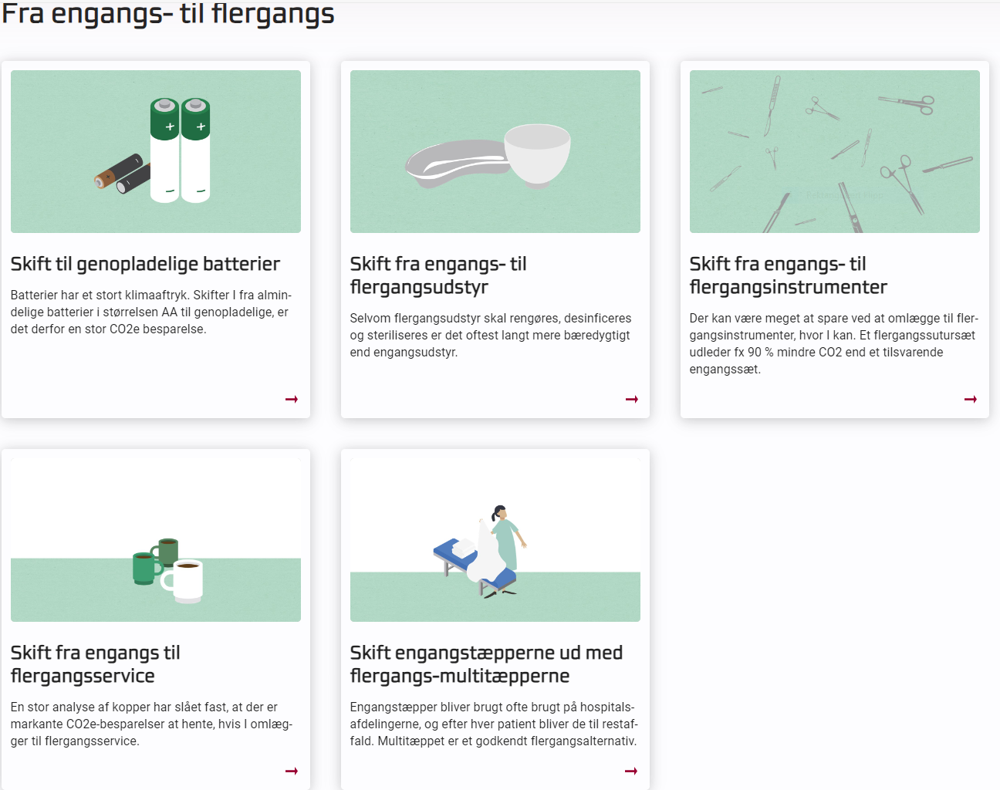 Fra engangs- til flergangs
Skift til genopladelige batterier
Batterier har et stort klimaaftryk. Skifter I fra almin-
delige batterier i størrelsen AA til genopladelige, er
det derfor en stor CO2e besparelse.
Skift fra engangs- til
flergangsudstyr
Selvom flergangsudstyr skal rengøres, desinficeres
og steriliseres er det oftest langt mere bæredygtigt
end engangsudstyr.
Skift fra engangs- til
flergangsinstrumenter
Der kan være meget at spare ved at omlægge til fler-
gangsinstrumenter, hvor I kan. Et flergangssutursæt
udleder fx 90 % mindre CO2 end et tilsvarende
engangssæt.
Skift fra engangs til
flergangsservice
En stor analyse af kopper har slået fast, at der er
markante CO2e-besparelser at hente, hvis I omlæg-
ger til flergangsservice.
Skift engangstæpperne ud med
flergangs-multitæpperne
Engangstæpper bliver brugt ofte brugt på hospitals-
afdelingerne, og efter hver patient bliver de til restaf-
fald. Multitæppet er et godkendt flergangsalternativ.